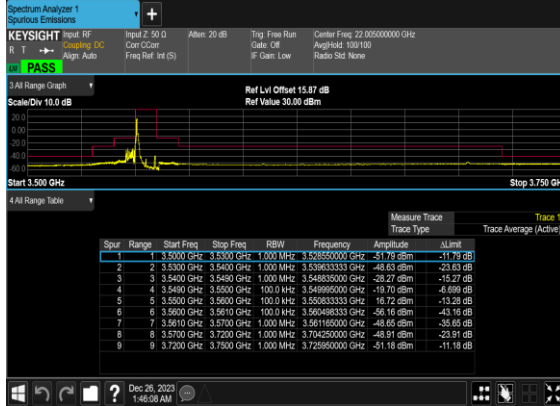 Spectrum Analyzer 1
Spurious Emissions
+
KEYSIGHT Input: RF Input Z: 50 Ω Atten: 20 dB Trig: Free Run Center Freq: 22.005000000 GHz
R T Coupling: DC Corr CCorr Gate: Off Avg|Hold: 100/100
Align: Auto Freq Ref: Int (S) IF Gain: Low Radio Std: None
PASS
3 All Range Graph
Ref Lvl Offset 15.87 dB
Scale/Div 10.0 dB Ref Value 30.00 dBm
20.0
0.00
-20.0
-40.0
-60.0
Start 3.500 GHz Stop 3.750 GH
4 All Range Table
Measure Trace Trace 1
Trace Type Trace Average (Active)
Spur Range Start Freq Stop Freq RBW Frequency Amplitude ΔLimit
1 1 3.5000 GHz 3.5300 GHz 1.000 MHz 3.528550000 GHz -51.79 dBm -11.79 dB
2 2 3.5300 GHz 3.5400 GHz 1.000 MHz 3.539633333 GHz -48.63 dBm -23.63 dB
3 3 3.5400 GHz 3.5490 GHz 1.000 MHz 3.548835000 GHz -28.27 dBm -15.27 dB
4 4 3.5490 GHz 3.5500 GHz 100.0 kHz 3.549995000 GHz -19.70 dBm -6.699 dB
5 5 3.5500 GHz 3.5600 GHz 100.0 kHz 3.550833333 GHz 16.72 dBm -13.28 dB
6 6 3.5600 GHz 3.5610 GHz 100.0 kHz 3.560498333 GHz -56.16 dBm -43.16 dB
7 7 3.5610 GHz 3.5700 GHz 1.000 MHz 3.561165000 GHz -48.65 dBm -35.65 dB
8 8 3.5700 GHz 3.7200 GHz 1.000 MHz 3.704250000 GHz -48.91 dBm -23.91 dB
9 9 3.7200 GHz 3.7500 GHz 1.000 MHz 3.725950000 GHz -51.18 dBm -11.18 dB
? Dec 26, 2023
1:46:08 AM